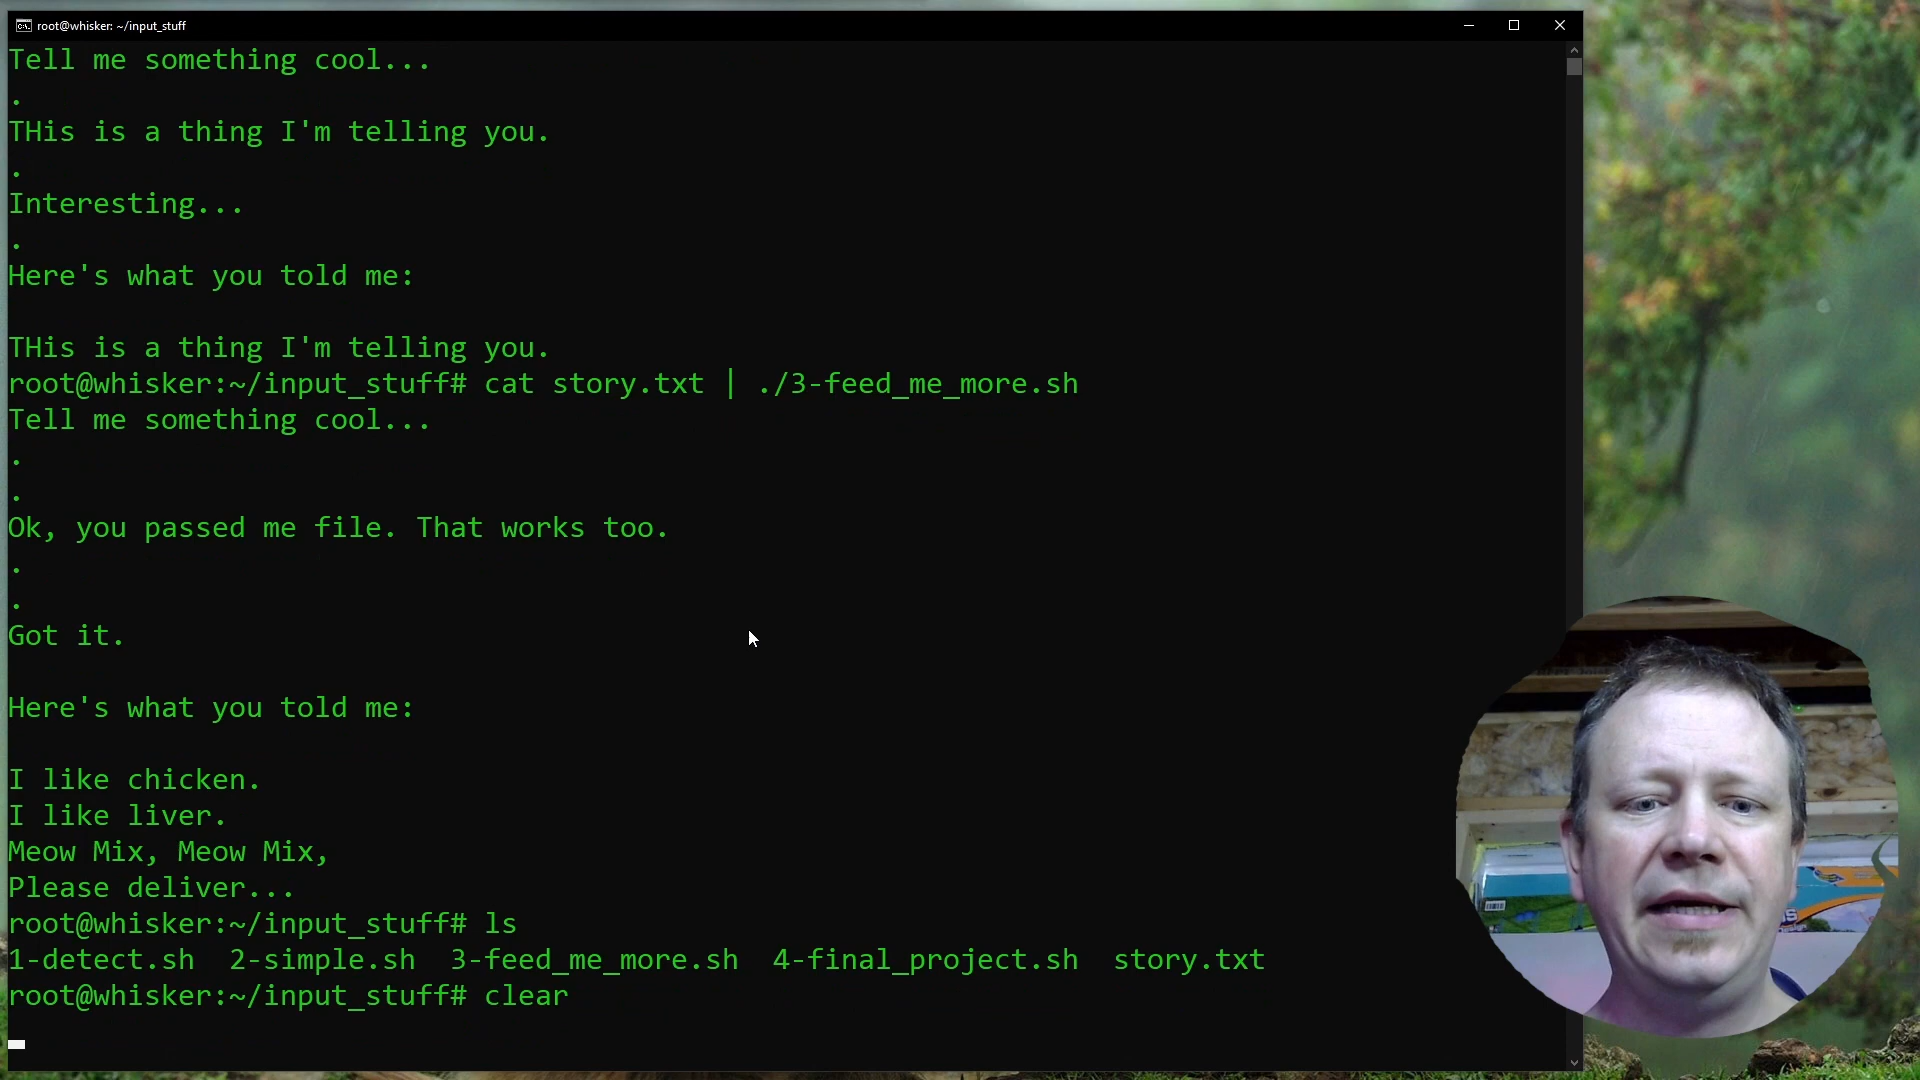 root@whisker: ~/input_stuff
Tell me something cool...
.
THis is a thing I'm telling you.
.
Interesting...
.
Here's what you told me:
THis is a thing I'm telling you.
root@whisker:~/input_stuff# cat story.txt | ./3-feed_me_more.sh
Tell me something cool...
.
.
Ok, you passed me file. That works too.
.
.
Got it.
Here's what you told me:
I like chicken.
I like liver.
Meow Mix, Meow Mix,
Please deliver...
root@whisker:~/input_stuff# ls
1-detect.sh  2-simple.sh  3-feed_me_more.sh  4-final_project.sh  story.txt
root@whisker:~/input_stuff# clear